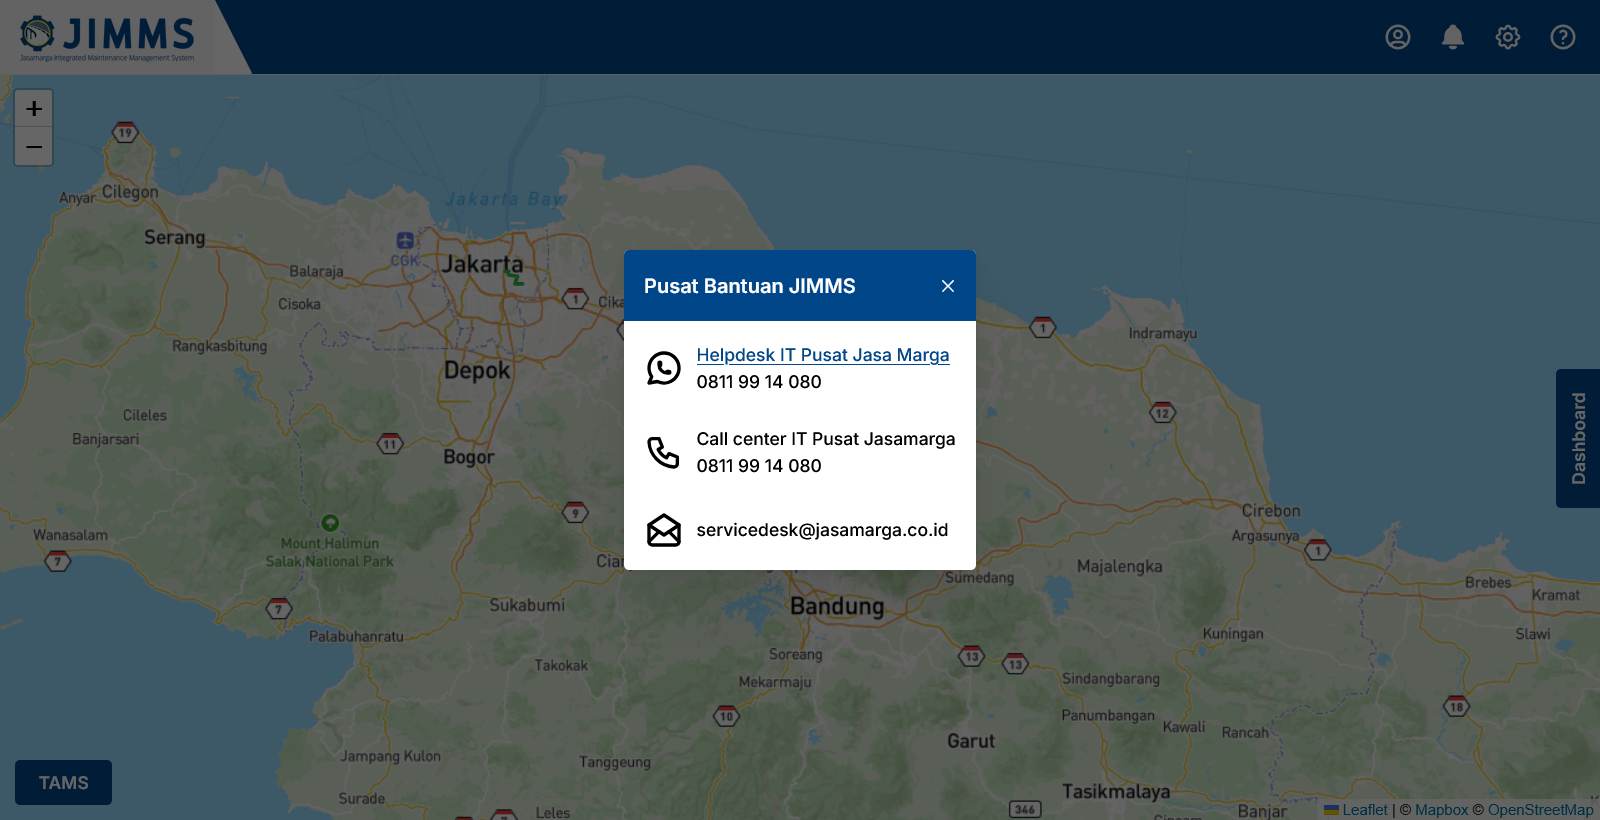 JIMMS
Jasamarga Integrated Maintenance Management System
+
−
19
Jakarta Bay
Anyar
Cilegon
Serang
CGK
Jakarta
Balaraja
Cisoka
1
Cika
Rangkasbitung
Depok
Cileles
Banjarsari
11
Bogor
9
Wanasalam
7
Mount Halimun
Salak National Park
Cian
7
Palabuhanratu
Sukabumi
Takokak
Jampang Kulon
Surade
Tanggeung
Leles
7
Pusat Bantuan JIMMS
Helpdesk IT Pusat Jasa Marga
0811 99 14 080
Call center IT Pusat Jasamarga
0811 99 14 080
servicedesk@jasamarga.co.id
1
Indramayu
12
Cirebon
Argasunya
1
Sumedang
Majalengka
Brebes
Kramat
Bandung
Soreang
Mekarmaju
10
13
13
Kuningan
Slawi
Sindangbarang
Panumbangan
Kawali
Rancah
18
Garut
Tasikmalaya
346
Banjar
Dashboard
TAMS
Leaflet | © Mapbox © OpenStreetMap